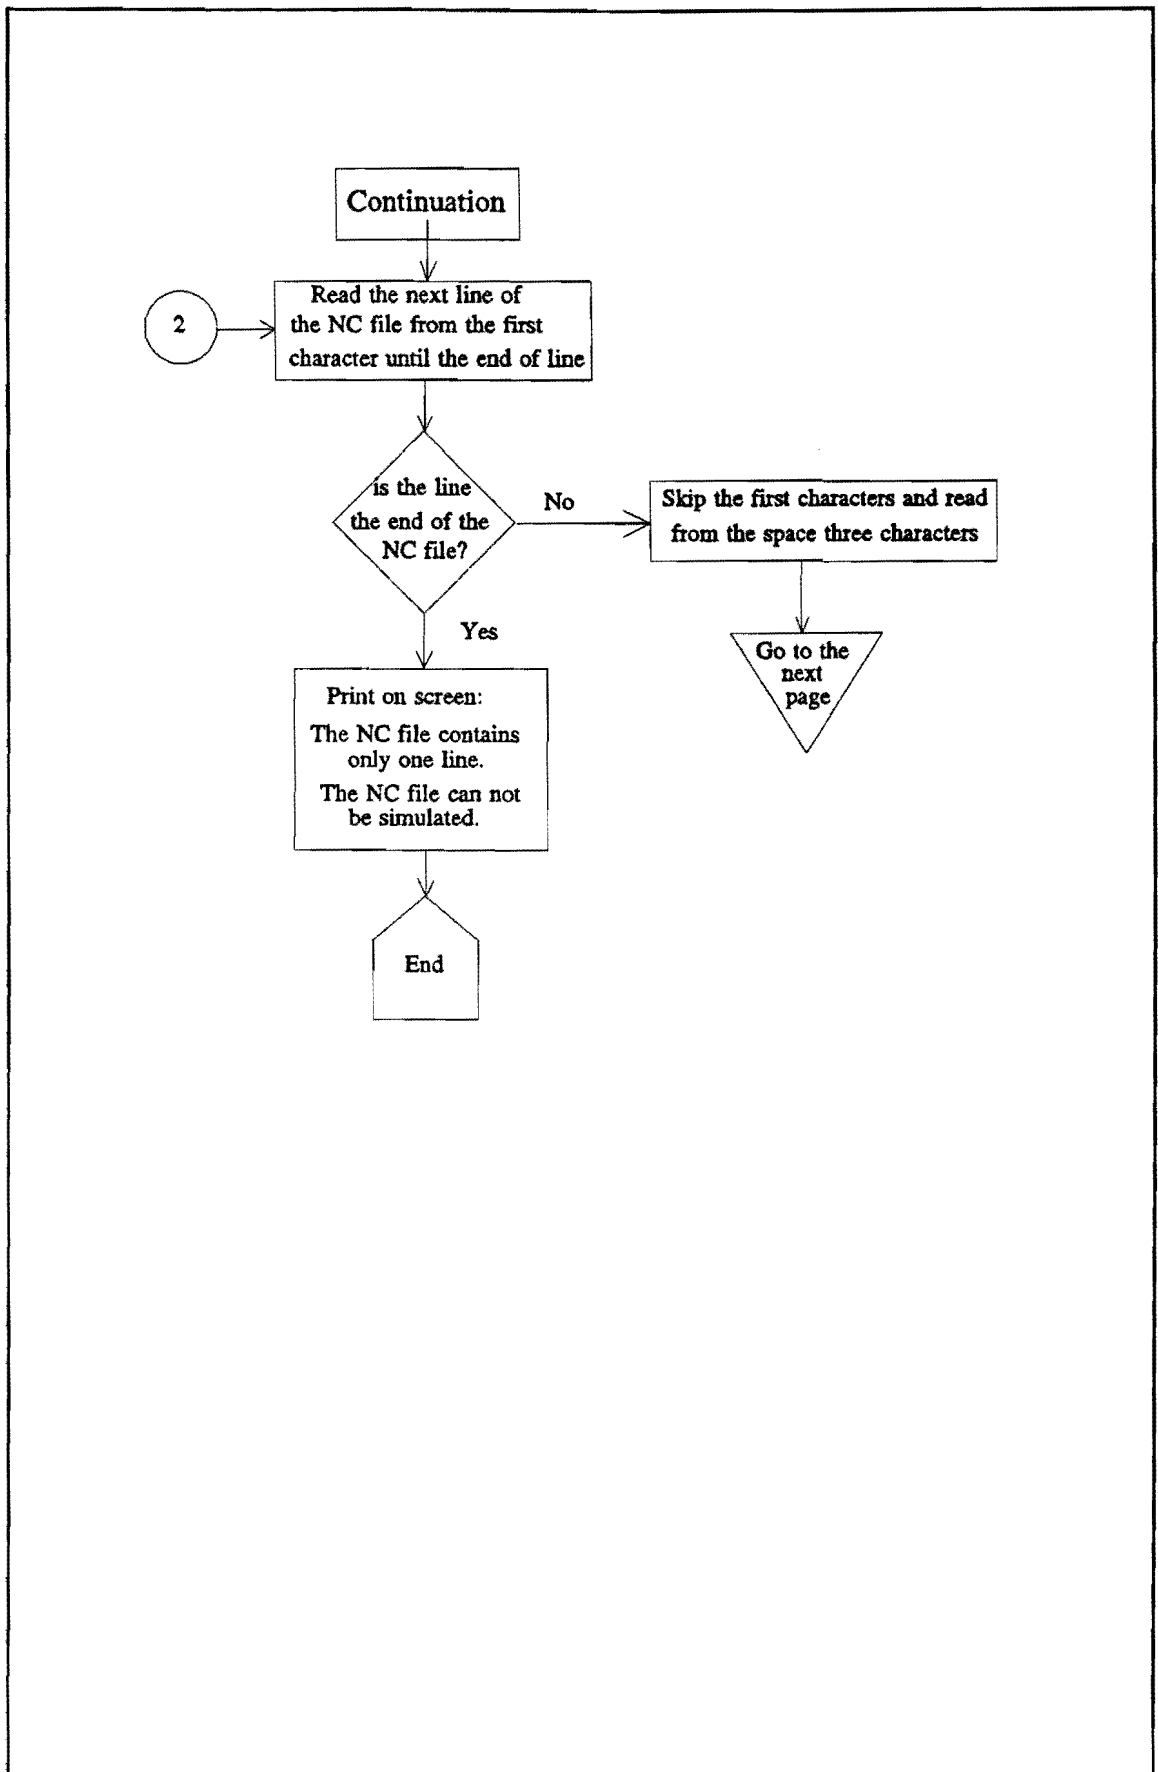 Continuation
Read the next line of
the NC file from the first
character until the end of line
2
is the line
the end of the
NC file?
No
Skip the first characters and read
from the space three characters
Yes
Go to the
next
page
Print on screen:
The NC file contains
only one line.
The NC file can not
be simulated.
End